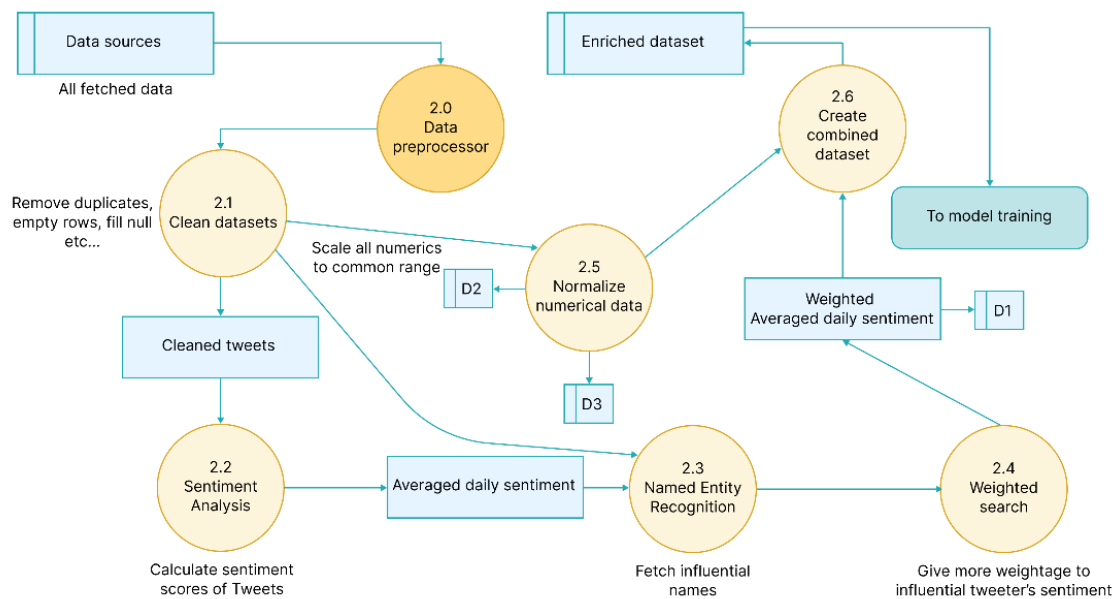 Data sources
All fetched data
Enriched dataset
2.0
Data
preprocessor
2.6
Create
combined
dataset
2.1
Clean datasets
Remove duplicates,
empty rows, fill null
etc...
To model training
Scale all numerics
to common range
D2
2.5
Normalize
numerical data
Weighted
Averaged daily sentiment
D1
Cleaned tweets
D3
2.2
Sentiment
Analysis
Averaged daily sentiment
2.3
Named Entity
Recognition
2.4
Weighted
search
Calculate sentiment
scores of Tweets
Fetch influential
names
Give more weightage to
influential tweeter's sentiment